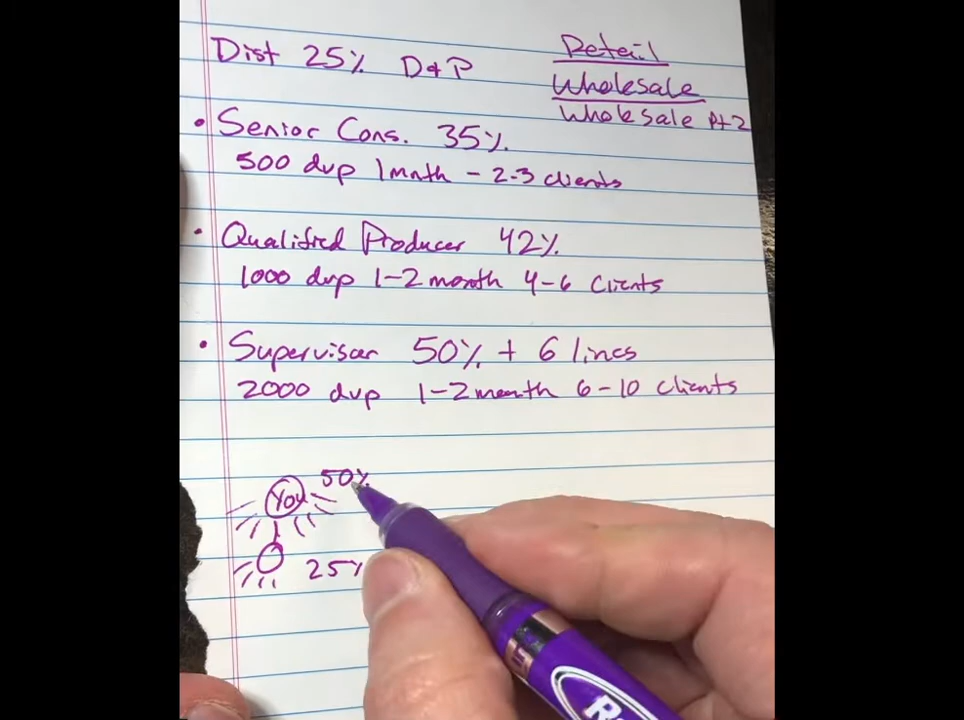 Dist 25% D+P
Retail
Wholesale
Wholesale Pt 2
• Senior Cons. 35%.
500 dvp 1 mnth - 2-3 clients
• Qualified Producer 42%.
1000 dvp 1-2 month 4-6 Clients
• Supervisor 50% + 6 lines
2000 dvp 1-2 month 6-10 clients
You 50%
25%